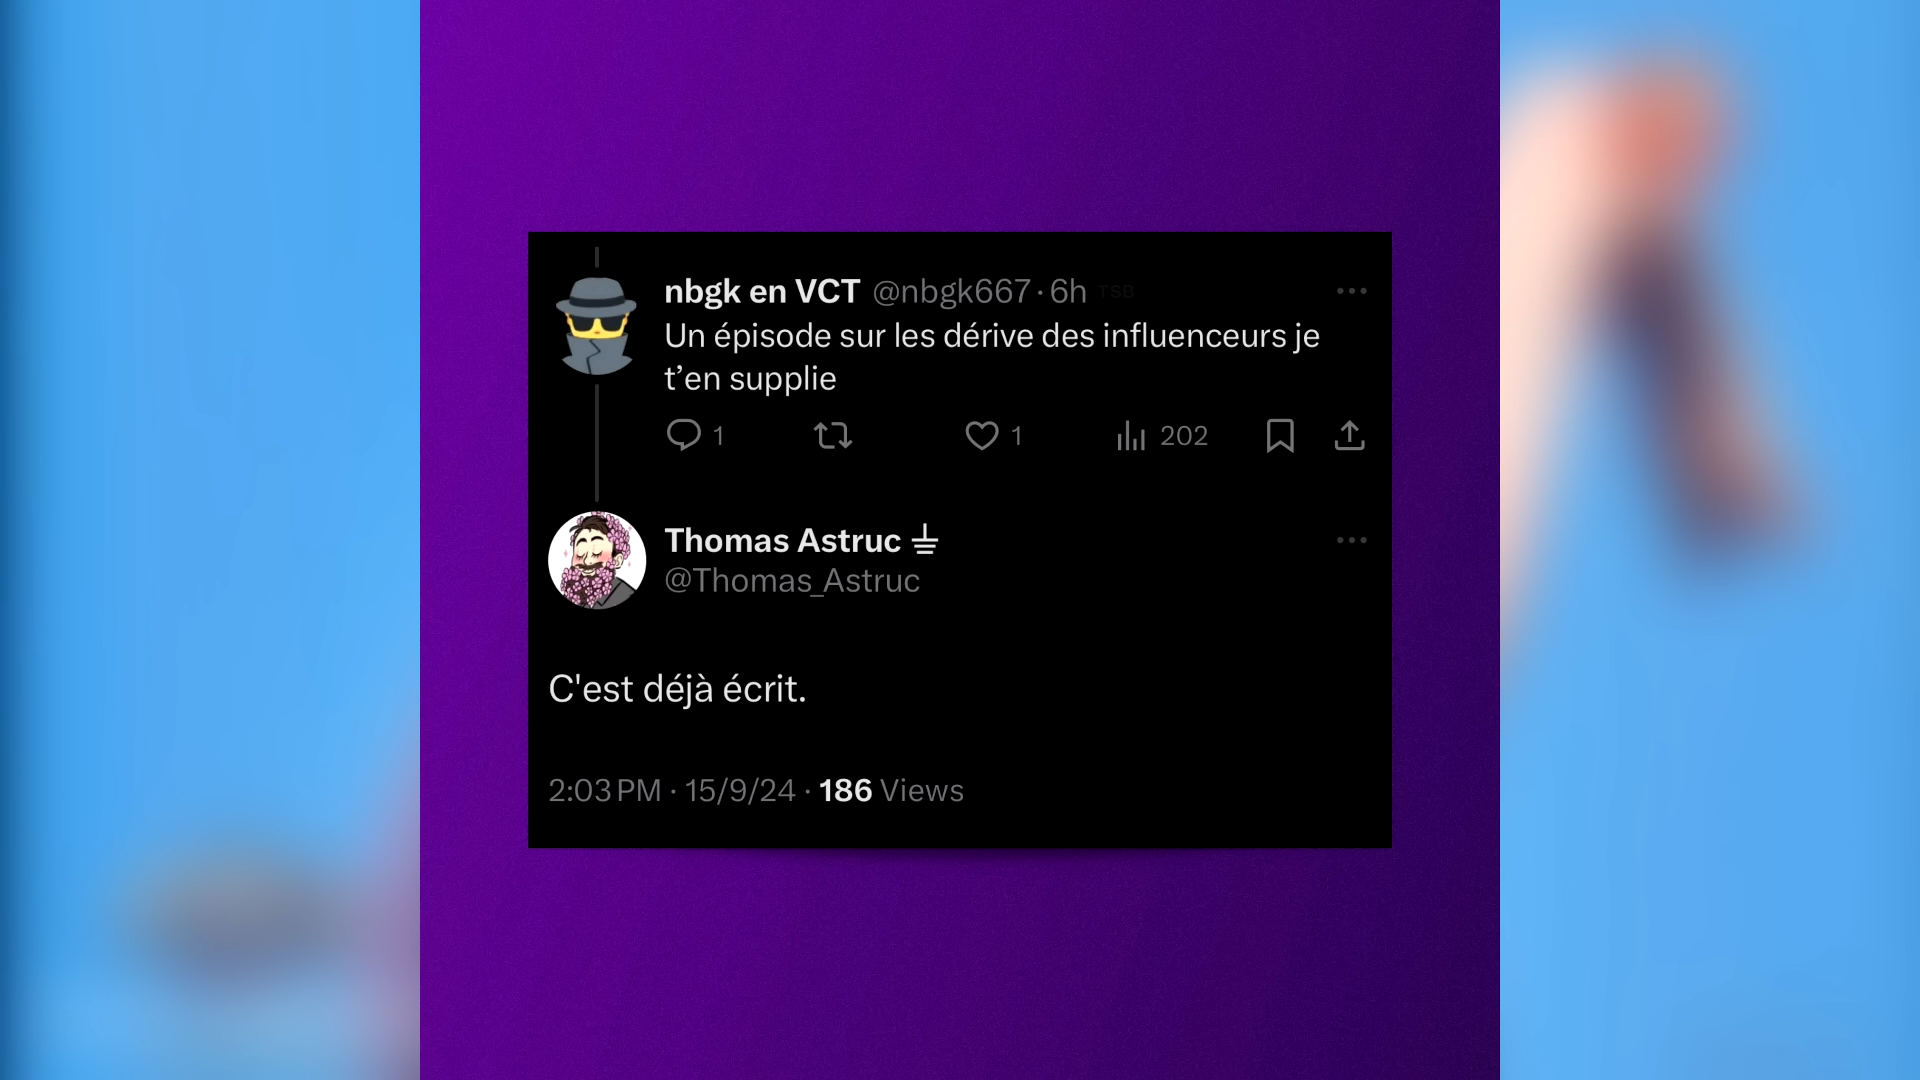 nbgk en VCT @nbgk667 · 6h TSB
Un épisode sur les dérive des influenceurs je
t’en supplie
1 1 202
Thomas Astruc
@Thomas_Astruc
C'est déjà écrit.
2:03 PM · 15/9/24 · 186 Views